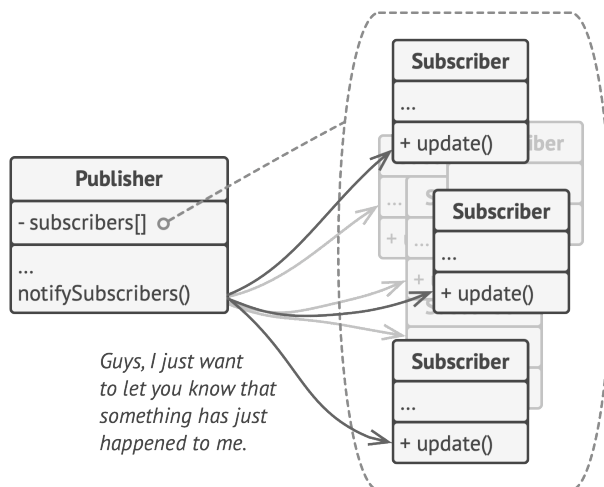 Subscriber
...
+ update()
Publisher
- subscribers[]
...
notifySubscribers()
Subscriber
...
+ update()
Guys, I just want
to let you know that
something has just
happened to me.
Subscriber
...
+ update()